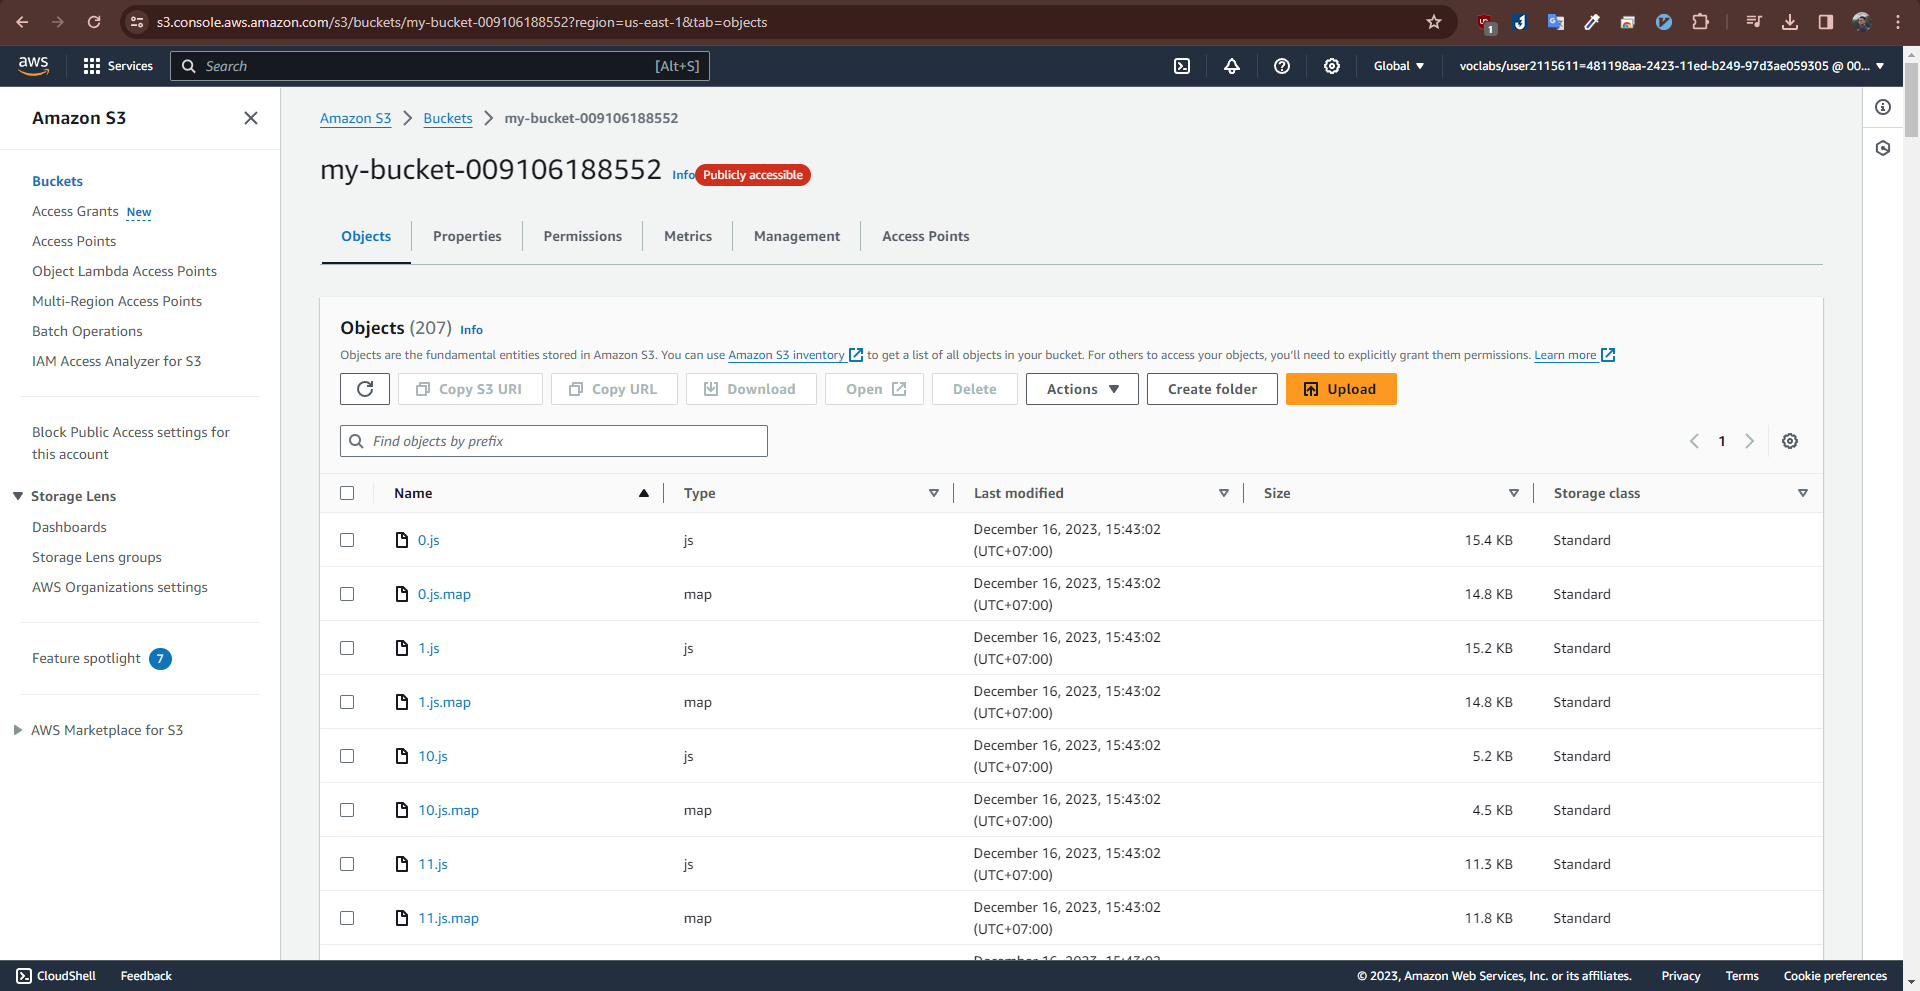 s3.console.aws.amazon.com/s3/buckets/my-bucket-009106188552?region=us-east-1&tab=objects
1
aws
Services
Search
[Alt+S]
Global
voclabs/user2115611=481198aa-2423-11ed-b249-97d3ae059305 @ 00...
Amazon S3
Buckets
Access Grants New
Access Points
Object Lambda Access Points
Multi-Region Access Points
Batch Operations
IAM Access Analyzer for S3
Block Public Access settings for
this account
Storage Lens
Dashboards
Storage Lens groups
AWS Organizations settings
Feature spotlight 7
AWS Marketplace for S3
Amazon S3 > Buckets > my-bucket-009106188552
my-bucket-009106188552 Info Publicly accessible
Objects Properties Permissions Metrics Management Access Points
Objects (207) Info
Objects are the fundamental entities stored in Amazon S3. You can use Amazon S3 inventory to get a list of all objects in your bucket. For others to access your objects, you'll need to explicitly grant them permissions. Learn more
Copy S3 URI Copy URL Download Open Delete Actions Create folder Upload
Find objects by prefix
1
Name Type Last modified Size Storage class
0.js js December 16, 2023, 15:43:02 (UTC+07:00) 15.4 KB Standard
0.js.map map December 16, 2023, 15:43:02 (UTC+07:00) 14.8 KB Standard
1.js js December 16, 2023, 15:43:02 (UTC+07:00) 15.2 KB Standard
1.js.map map December 16, 2023, 15:43:02 (UTC+07:00) 14.8 KB Standard
10.js js December 16, 2023, 15:43:02 (UTC+07:00) 5.2 KB Standard
10.js.map map December 16, 2023, 15:43:02 (UTC+07:00) 4.5 KB Standard
11.js js December 16, 2023, 15:43:02 (UTC+07:00) 11.3 KB Standard
11.js.map map December 16, 2023, 15:43:02 (UTC+07:00) 11.8 KB Standard
CloudShell Feedback
© 2023, Amazon Web Services, Inc. or its affiliates. Privacy Terms Cookie preferences